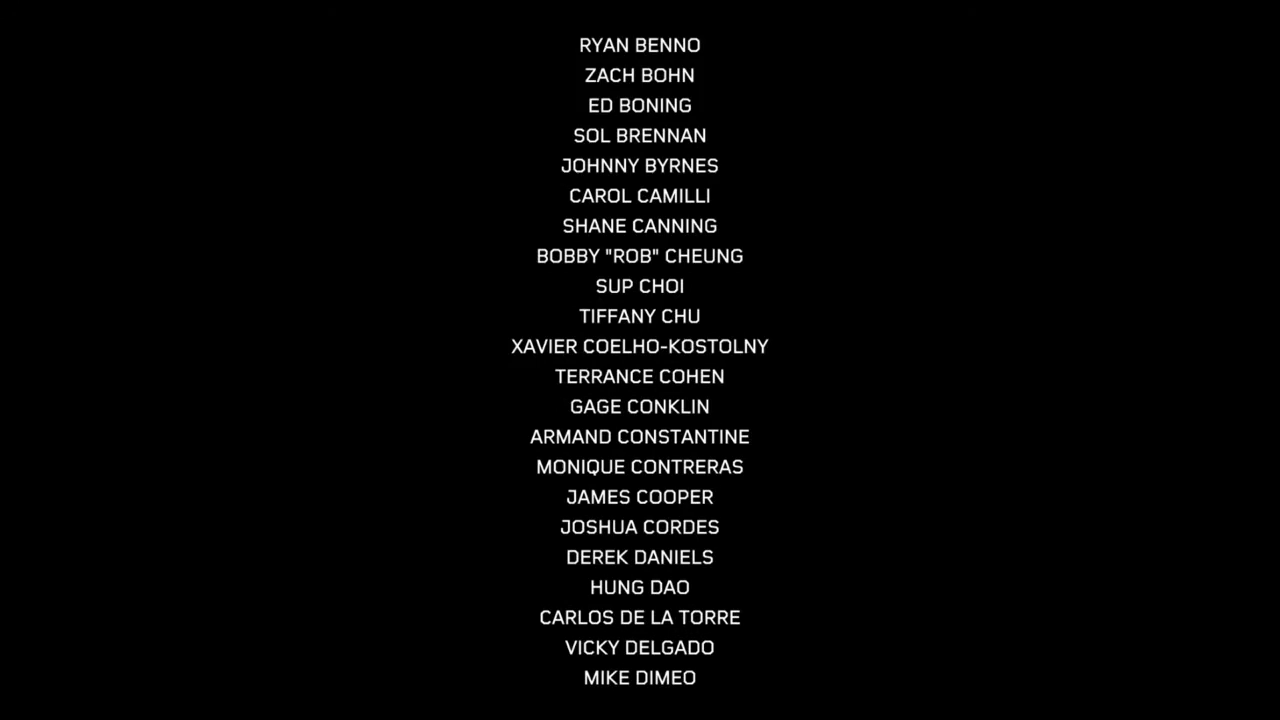 RYAN BENNO
ZACH BOHN
ED BONING
SOL BRENNAN
JOHNNY BYRNES
CAROL CAMILLI
SHANE CANNING
BOBBY "ROB" CHEUNG
SUP CHOI
TIFFANY CHU
XAVIER COELHO-KOSTOLNY
TERRANCE COHEN
GAGE CONKLIN
ARMAND CONSTANTINE
MONIQUE CONTRERAS
JAMES COOPER
JOSHUA CORDES
DEREK DANIELS
HUNG DAO
CARLOS DE LA TORRE
VICKY DELGADO
MIKE DIMEO